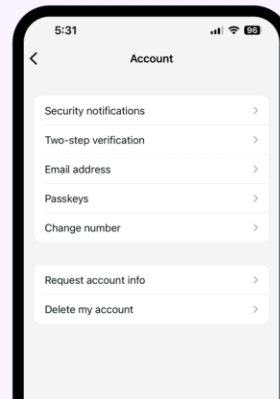 5:31
96
Account
Security notifications
Two-step verification
Email address
Passkeys
Change number
Request account info
Delete my account